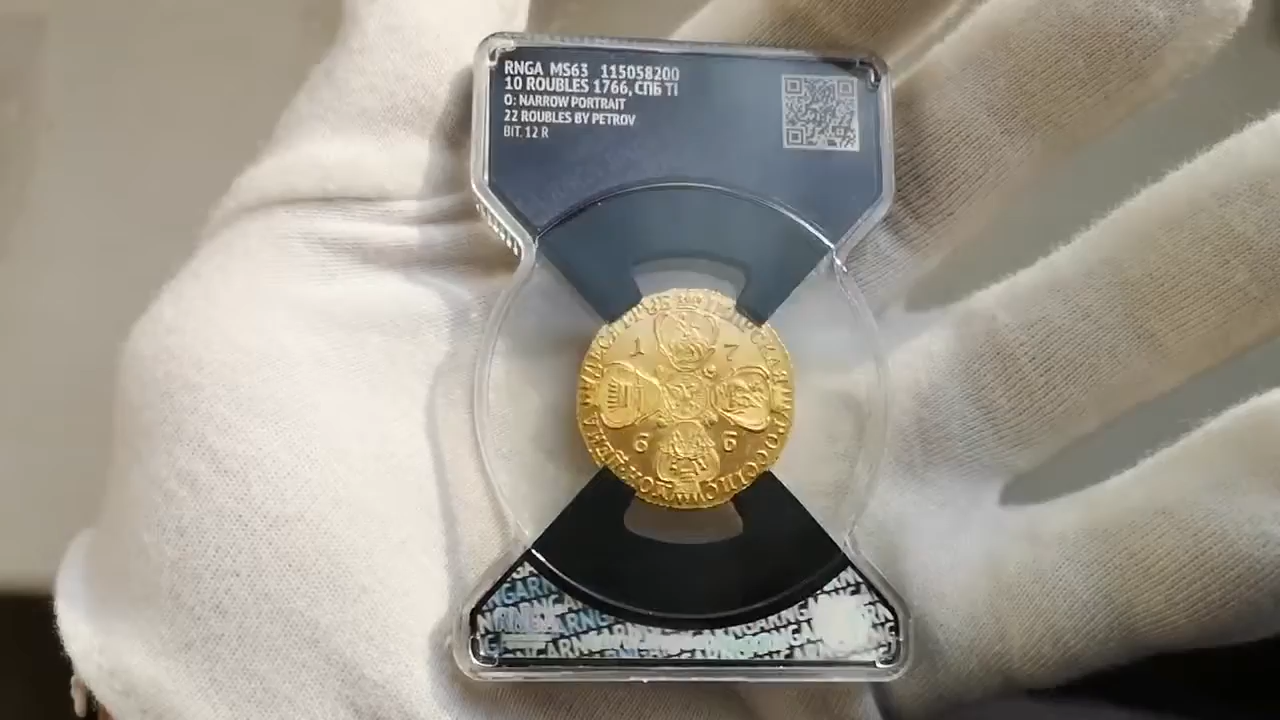 RNGA MS63 115058200
10 ROUBLES 1766, СПБ TI
O: NARROW PORTRAIT
22 ROUBLES BY PETROV
BIT. 12 R
1 7
6 6
RNGA